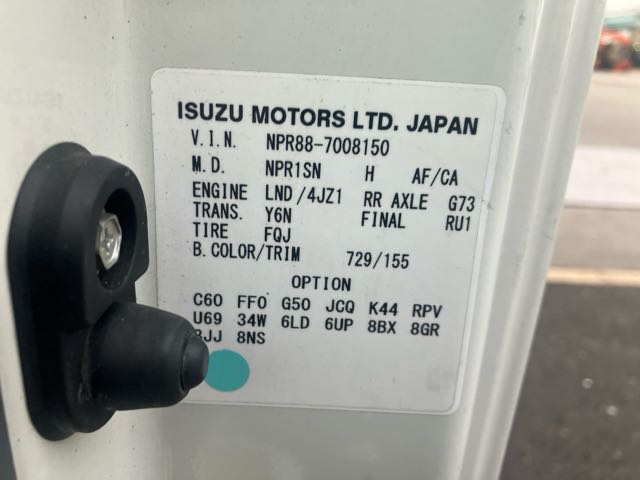 ISUZU MOTORS LTD. JAPAN
V.I.N. NPR88-7008150
M.D. NPR1SN H AF/CA
ENGINE LND/4JZ1 RR AXLE G73
TRANS. Y6N FINAL RU1
TIRE FQJ
B.COLOR/TRIM 729/155
OPTION
C60 FF0 G50 JCQ K44 RPV
U69 34W 6LD 6UP 8BX 8GR
8NS